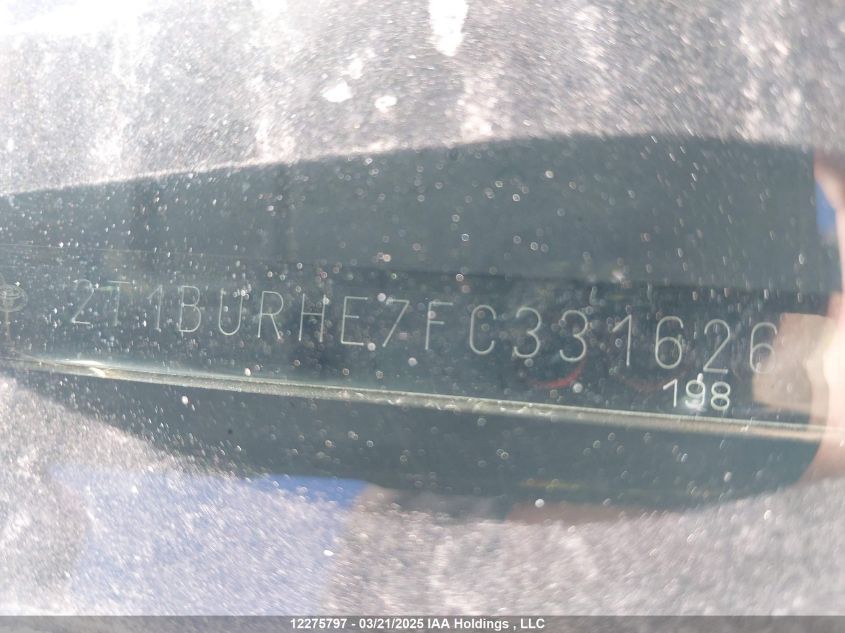 2T1BURHE7FC331626
198
12275797 - 03/21/2025 IAA Holdings , LLC